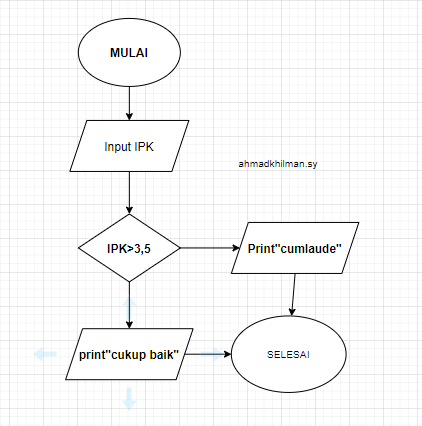 MULAI
Input IPK
ahmadkhilman.sy
IPK>3,5
Print"cumlaude"
print"cukup baik"
SELESAI